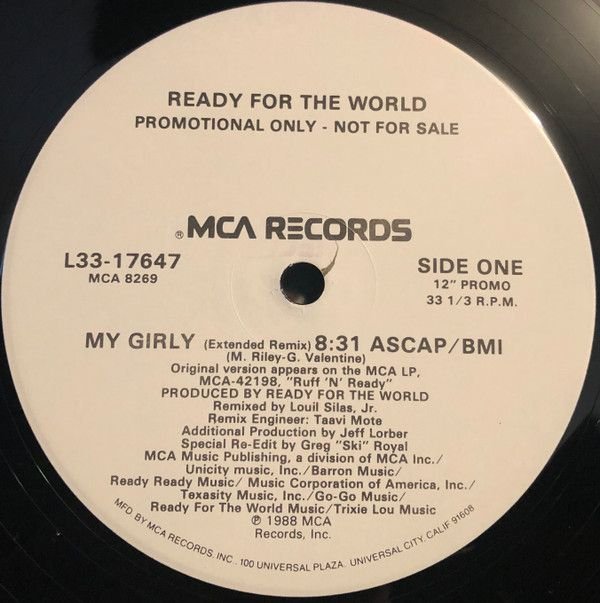 READY FOR THE WORLD
PROMOTIONAL ONLY - NOT FOR SALE
® MCA RECORDS
L33-17647
MCA 8269
SIDE ONE
12" PROMO
33 1/3 R.P.M.
MY GIRLY (Extended Remix) 8:31 ASCAP/BMI
(M. Riley-G. Valentine)
Original version appears on the MCA LP,
MCA-42198, "Ruff 'N' Ready"
PRODUCED BY READY FOR THE WORLD
Remixed by Louil Silas, Jr.
Remix Engineer: Taavi Mote
Additional Production by Jeff Lorber
Special Re-Edit by Greg "Ski" Royal
MCA Music Publishing, a division of MCA Inc./
Unicity music, Inc./Barron Music/
Ready Ready Music/ Music Corporation of America, Inc./
Texasity Music, Inc./Go-Go Music/
Ready For The World Music/Trixie Lou Music
℗ 1988 MCA
Records, Inc.
MFD. BY MCA RECORDS, INC., 100 UNIVERSAL PLAZA, UNIVERSAL CITY, CALIF 91608